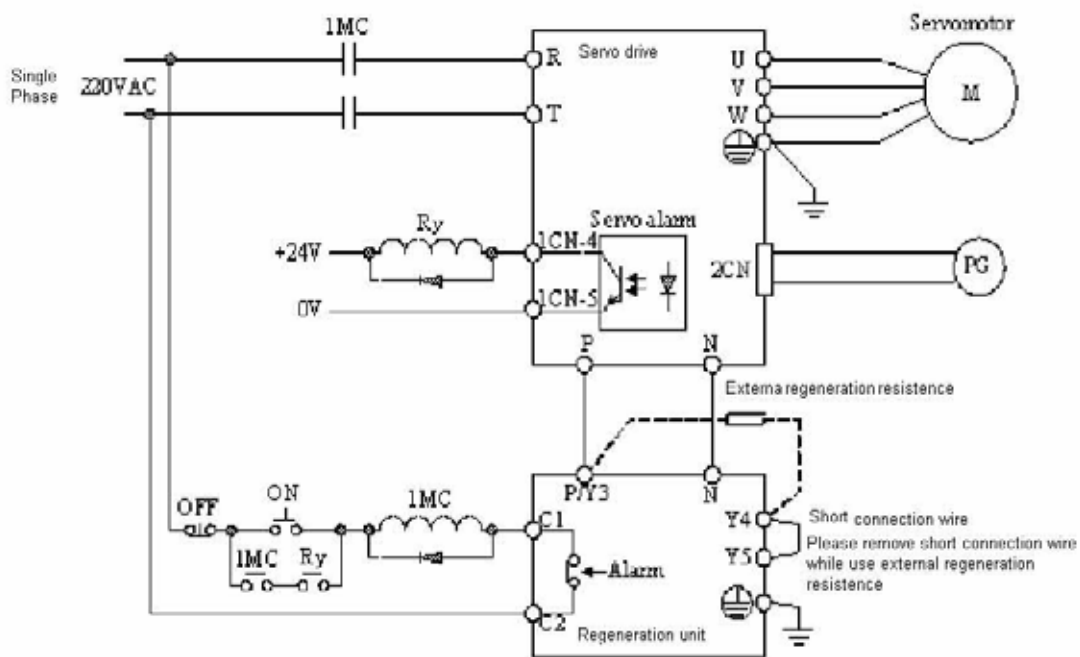 1MC
Servomotor
Single
Phase
220VAC
R
T
Servo drive
U
V
W
M
Ry
+24V
0V
1CN-4
1CN-5
Servo alarm
2CN
PG
P
N
Externa regeneration resistence
P/Y3
N
OFF
ON
1MC
1MC
Ry
C1
Alarm
C2
Y4
Y5
Short connection wire
Please remove short connection wire
while use external regeneration
resistence
Regeneration unit